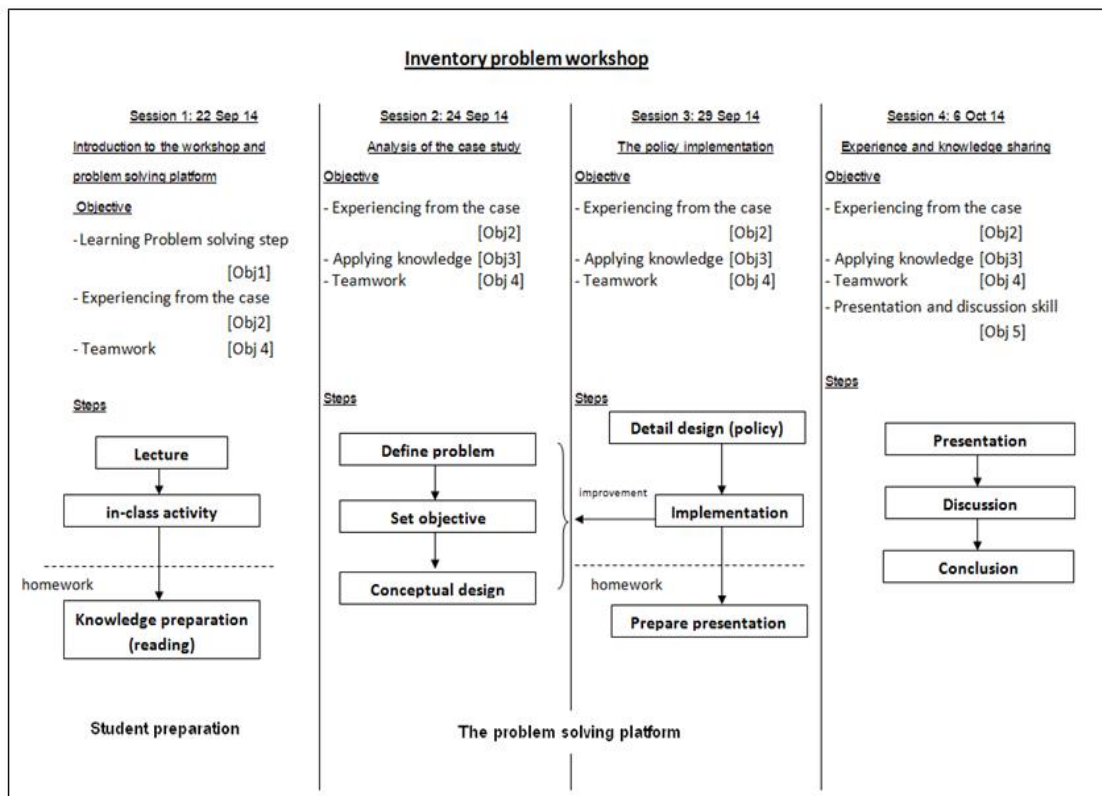 Inventory problem workshop
Session 1: 22 Sep 14
Introduction to the workshop and
problem solving platform
Objective
- Learning Problem solving step
[Obj1]
- Experiencing from the case
[Obj2]
- Teamwork [Obj 4]
Steps
Lecture
in-class activity
homework
Knowledge preparation
(reading)
Student preparation
Session 2: 24 Sep 14
Analysis of the case study
Objective
- Experiencing from the case
[Obj2]
- Applying knowledge [Obj3]
- Teamwork [Obj 4]
Steps
Define problem
Set objective
Conceptual design
Session 3: 29 Sep 14
The policy implementation
Objective
- Experiencing from the case
[Obj2]
- Applying knowledge [Obj3]
- Teamwork [Obj 4]
Steps
Detail design (policy)
improvement
Implementation
homework
Prepare presentation
The problem solving platform
Session 4: 6 Oct 14
Experience and knowledge sharing
Objective
- Experiencing from the case
[Obj2]
- Applying knowledge [Obj3]
- Teamwork [Obj 4]
- Presentation and discussion skill
[Obj 5]
Steps
Presentation
Discussion
Conclusion